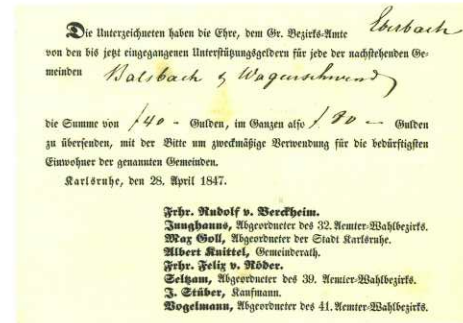 Die Unterzeichneten haben die Ehre, dem Gr. Bezirks-Amte Eberbach
von den bis jetzt eingegangenen Unterstützungsgeldern für jede der nachstehenden Ge-
meinden Balsbach & Wagenschwend
die Summe von f 40 - Gulden, im Ganzen also f 80 - Gulden
zu übersenden, mit der Bitte um zweckmäßige Verwendung für die bedürftigsten
Einwohner der genannten Gemeinden.
Karlsruhe, den 28. April 1847.
Frhr. Rudolf v. Berckheim.
Junghanns, Abgeordneter des 32. Aemter-Wahlbezirks.
Max Goll, Abgeordneter der Stadt Karlsruhe.
Albert Knittel, Gemeinderath.
Frhr. Felix v. Röder.
Seltzam, Abgeordneter des 39. Aemter-Wahlbezirks.
J. Stüber, Kaufmann.
Vogelmann, Abgeordneter des 41. Aemter-Wahlbezirks.